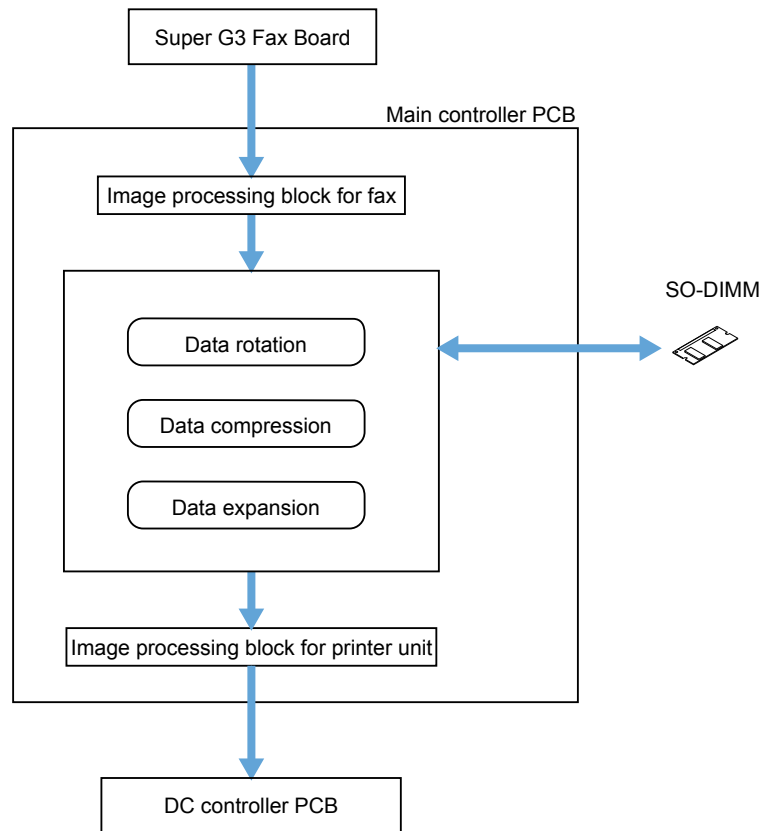 Super G3 Fax Board
Main controller PCB
Image processing block for fax
SO-DIMM
Data rotation
Data compression
Data expansion
Image processing block for printer unit
DC controller PCB